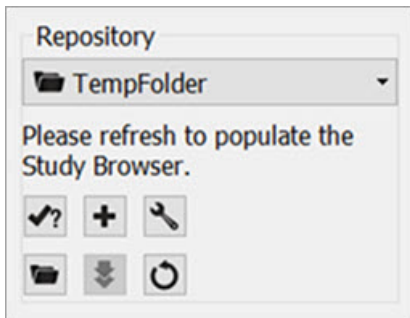 Repository
TempFolder
Please refresh to populate the
Study Browser.
?